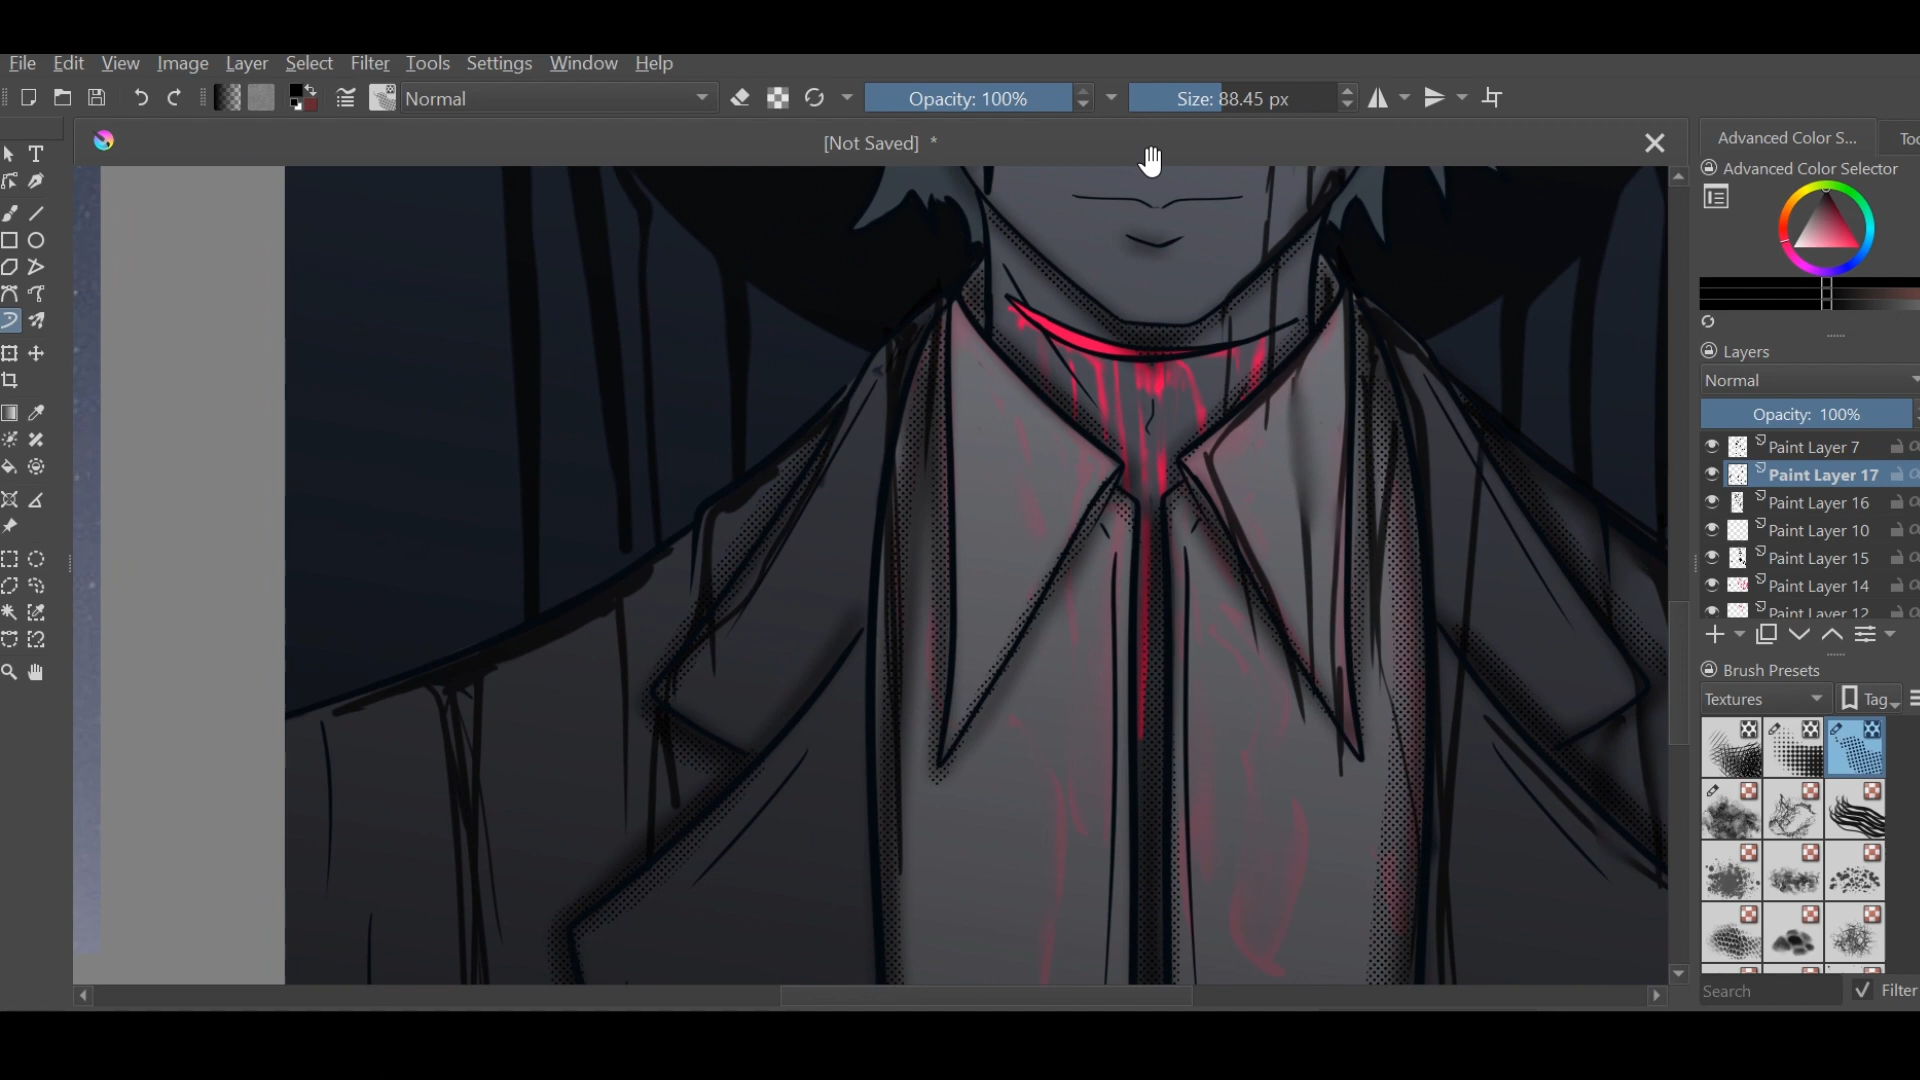 File Edit View Image Layer Select Filter Tools Settings Window Help
Normal
Opacity: 100%
Size: 88.45 px
[Not Saved] *
Advanced Color S...
Advanced Color Selector
Layers
Normal
Opacity: 100%
Paint Layer 7
Paint Layer 17
Paint Layer 16
Paint Layer 10
Paint Layer 15
Paint Layer 14
Paint Layer 12
Brush Presets
Textures
Tag
Search
Filter